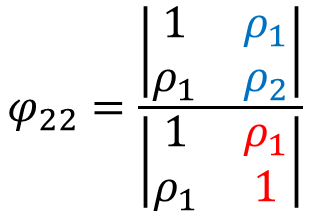 φ₂₂ = |1 ρ₁|
|ρ₁ ρ₂|
|1 ρ₁|
|ρ₁ 1|